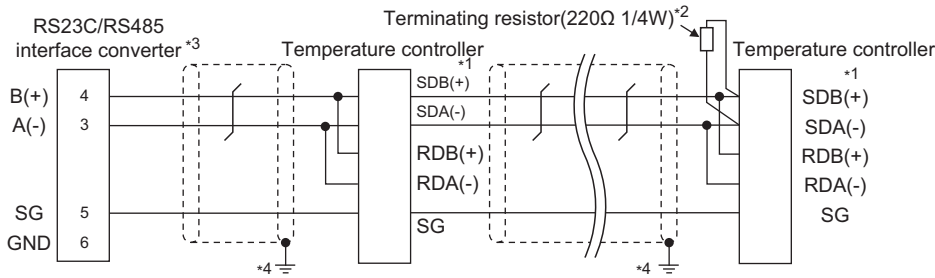 Terminating resistor(220Ω 1/4W)*2
RS23C/RS485
interface converter *3
Temperature controller
*1
Temperature controller
*1
B(+) 4
A(-) 3
SG 5
GND 6
SDB(+)
SDA(-)
RDB(+)
RDA(-)
SG
SDB(+)
SDA(-)
RDB(+)
RDA(-)
SG
*4
*4